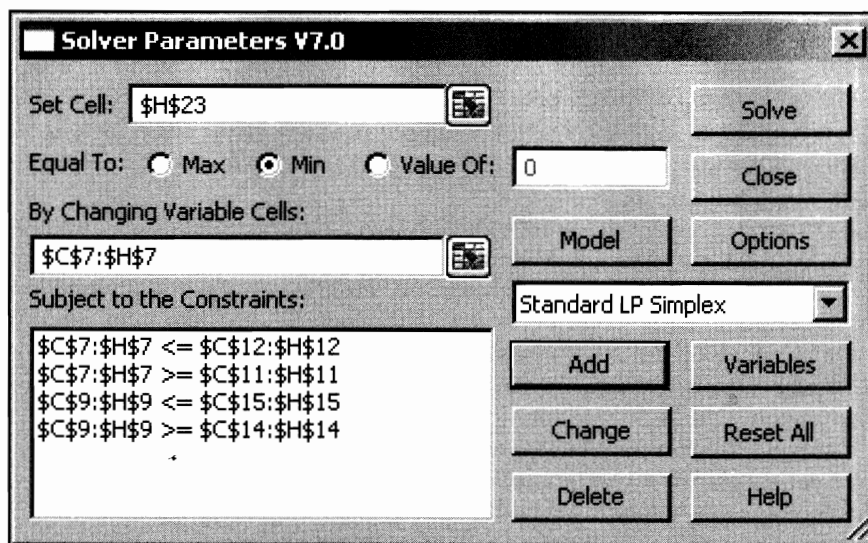 Solver Parameters V7.0
Set Cell: $H$23
Solve
Equal To: Max Min Value Of: 0
Close
By Changing Variable Cells:
$C$7:$H$7
Model
Options
Subject to the Constraints:
Standard LP Simplex
$C$7:$H$7 <= $C$12:$H$12
$C$7:$H$7 >= $C$11:$H$11
$C$9:$H$9 <= $C$15:$H$15
$C$9:$H$9 >= $C$14:$H$14
Add
Variables
Change
Reset All
Delete
Help